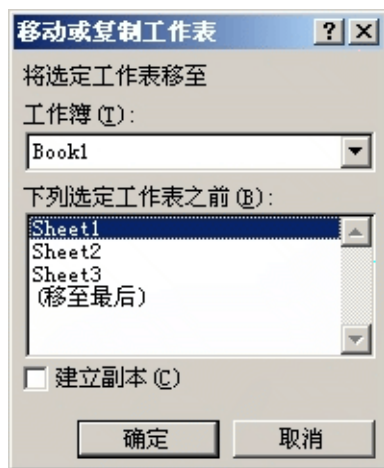 移动或复制工作表
将选定工作表移至
工作簿(T):
Book1
下列选定工作表之前(B):
Sheet1
Sheet2
Sheet3
(移至最后)
建立副本(C)
确定 取消